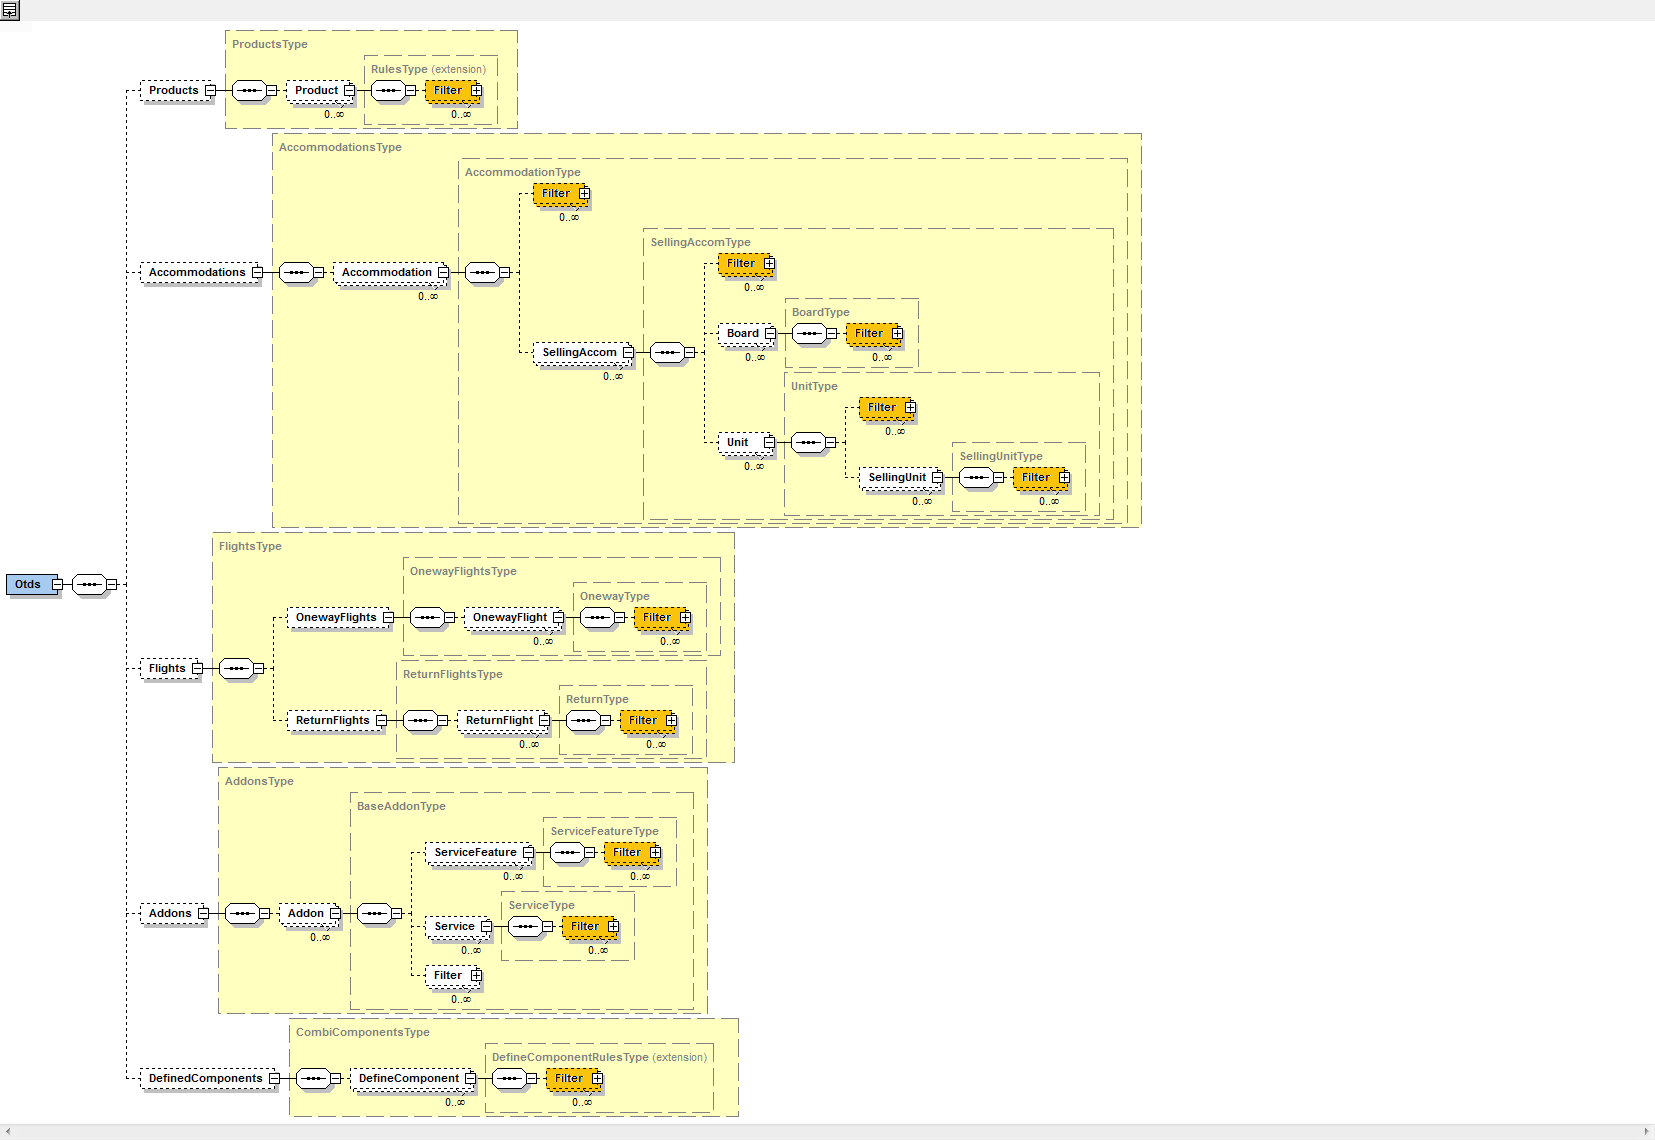 ProductsType
RulesType (extension)
Products
Product
Filter
0..∞
0..∞
AccommodationsType
AccommodationType
Filter
0..∞
SellingAccomType
Filter
0..∞
Accommodations
Accommodation
0..∞
BoardType
Board
Filter
0..∞
0..∞
SellingAccom
0..∞
UnitType
Filter
0..∞
Unit
0..∞
SellingUnitType
SellingUnit
Filter
0..∞
0..∞
FlightsType
OnewayFlightsType
Otds
OnewayType
OnewayFlights
OnewayFlight
Filter
0..∞
0..∞
Flights
ReturnFlightsType
ReturnType
ReturnFlights
ReturnFlight
Filter
0..∞
0..∞
AddonsType
BaseAddonType
ServiceFeatureType
ServiceFeature
Filter
0..∞
0..∞
ServiceType
Addons
Addon
0..∞
Service
Filter
0..∞
0..∞
Filter
0..∞
CombiComponentsType
DefineComponentRulesType (extension)
DefinedComponents
DefineComponent
Filter
0..∞
0..∞